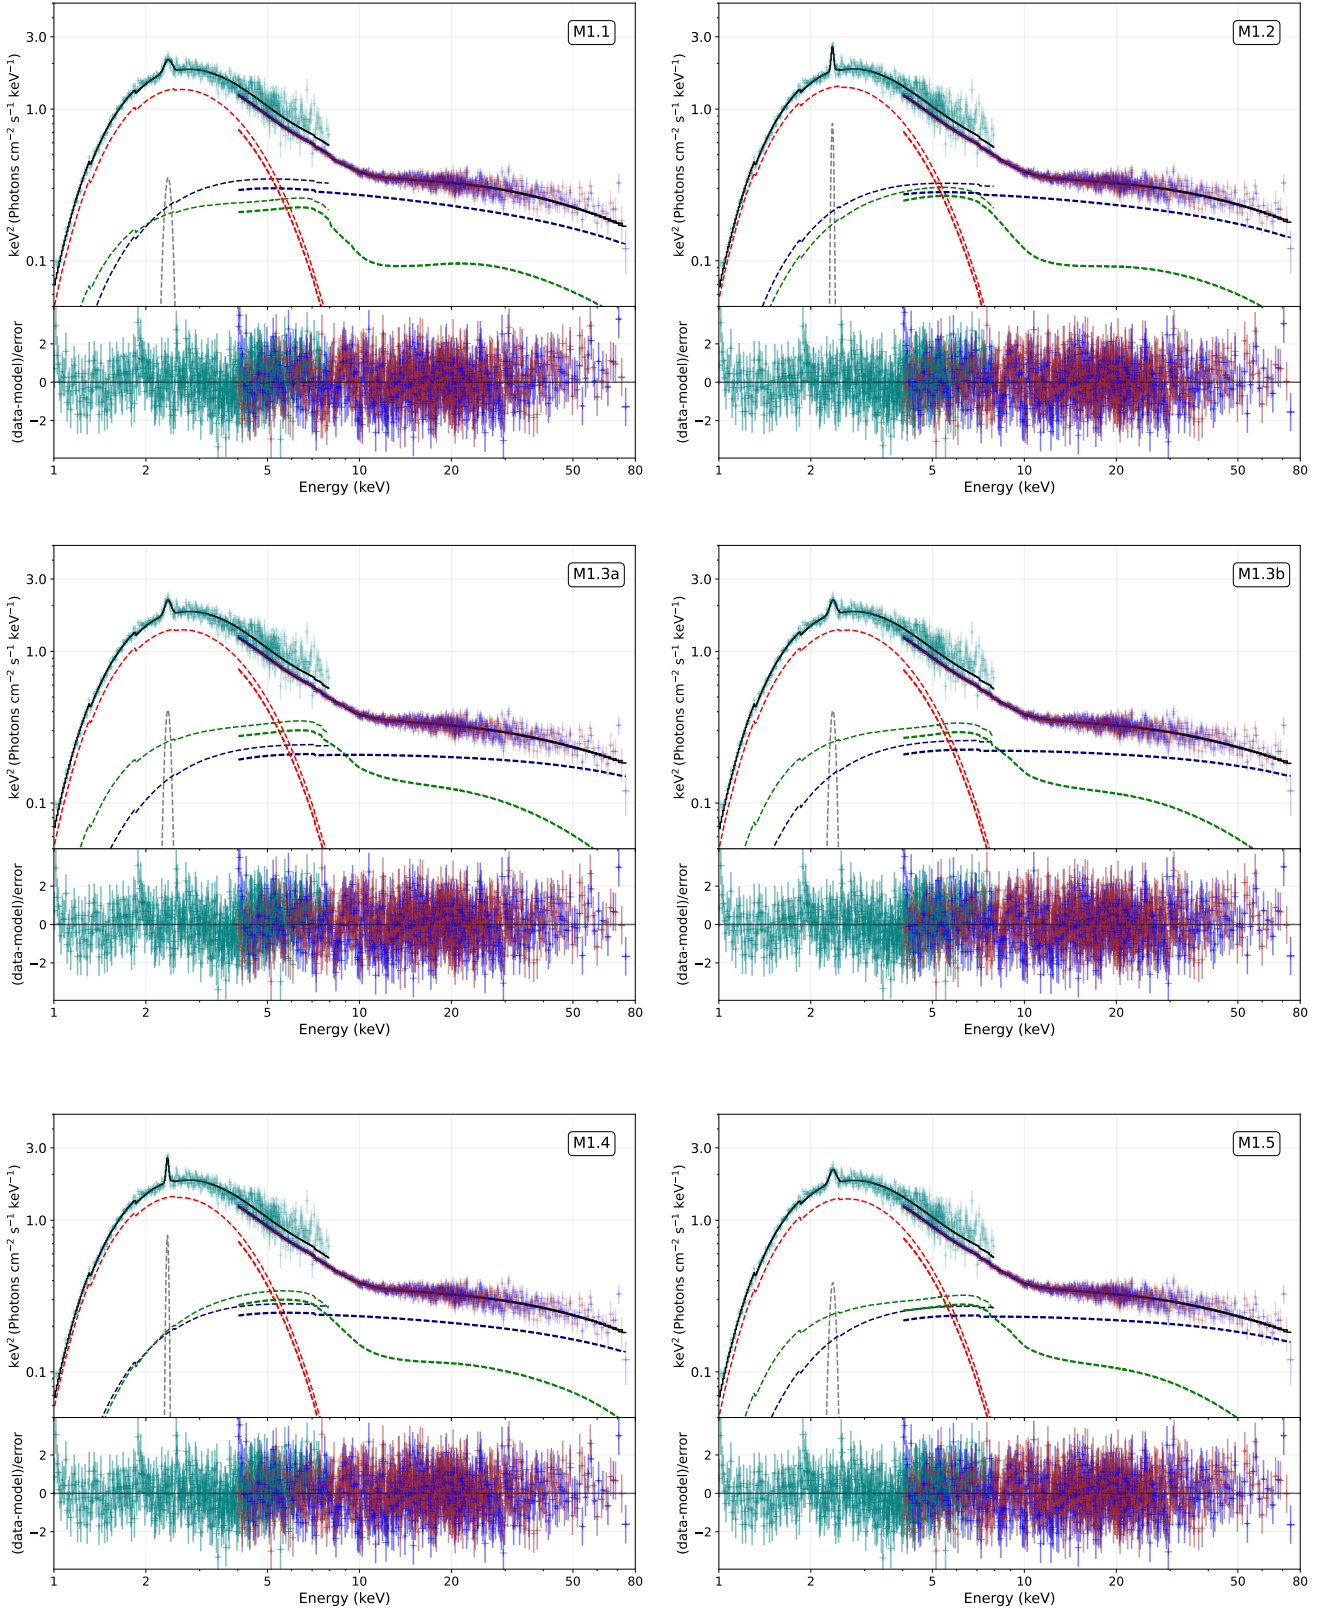 M1.1
3.0
1.0
0.1
keV² (Photons cm⁻² s⁻¹ keV⁻¹)
2
0
−2
(data-model)/error
1 2 5 10 20 50 80
Energy (keV)
M1.2
3.0
1.0
0.1
keV² (Photons cm⁻² s⁻¹ keV⁻¹)
2
0
−2
(data-model)/error
1 2 5 10 20 50 80
Energy (keV)
M1.3a
3.0
1.0
0.1
keV² (Photons cm⁻² s⁻¹ keV⁻¹)
2
0
−2
(data-model)/error
1 2 5 10 20 50 80
Energy (keV)
M1.3b
3.0
1.0
0.1
keV² (Photons cm⁻² s⁻¹ keV⁻¹)
2
0
−2
(data-model)/error
1 2 5 10 20 50 80
Energy (keV)
M1.4
3.0
1.0
0.1
keV² (Photons cm⁻² s⁻¹ keV⁻¹)
2
0
−2
(data-model)/error
1 2 5 10 20 50 80
Energy (keV)
M1.5
3.0
1.0
0.1
keV² (Photons cm⁻² s⁻¹ keV⁻¹)
2
0
−2
(data-model)/error
1 2 5 10 20 50 80
Energy (keV)